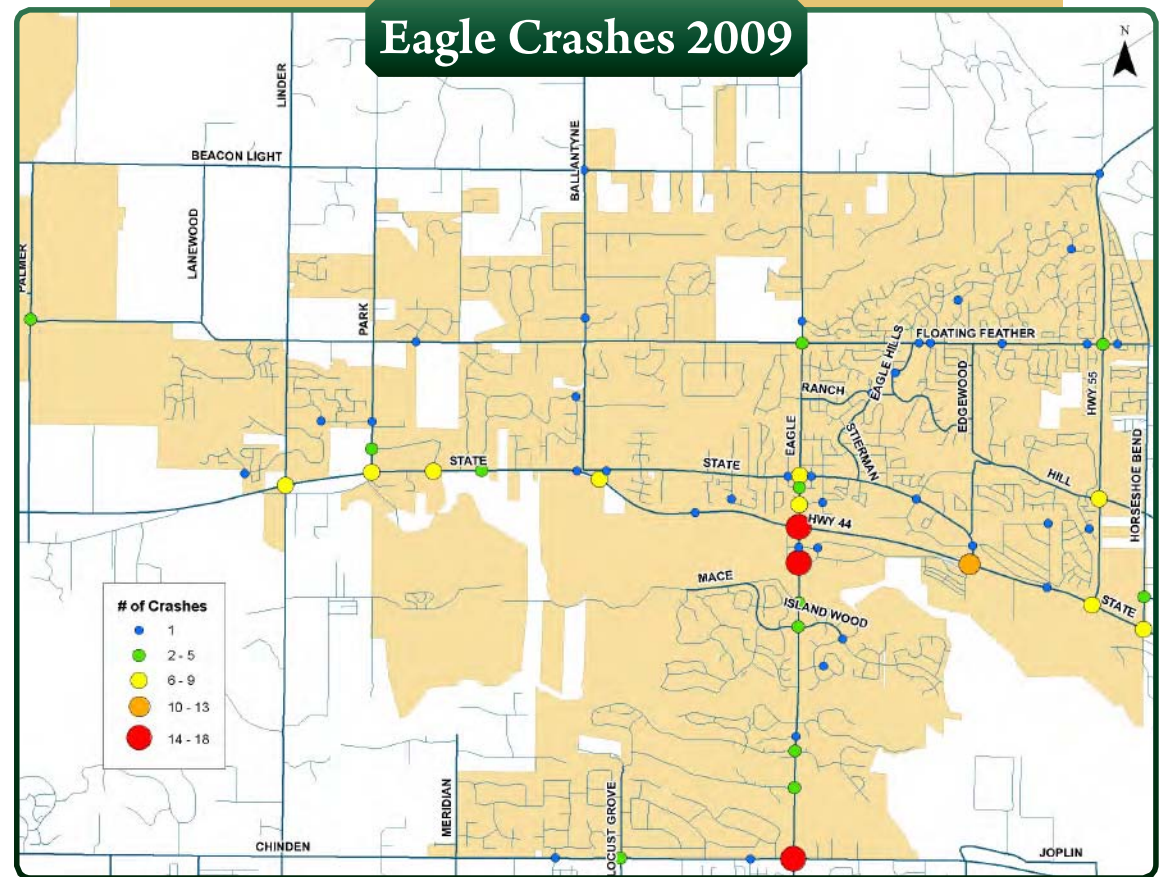 Eagle Crashes 2009
N
LINDER
BALLANTYNE
BEACON LIGHT
LANEWOOD
PALMER
PARK
FLOATING FEATHER
EAGLE HILLS
RANCH
EDGEWOOD
HWY 55
EAGLE
STIERMAN
HORSESHOE BEND
STATE
STATE
HILL
HWY 44
MACE
ISLAND WOOD
STATE
# of Crashes
1
2 - 5
6 - 9
10 - 13
14 - 18
MERIDIAN
LOCUST GROVE
CHINDEN
JOPLIN